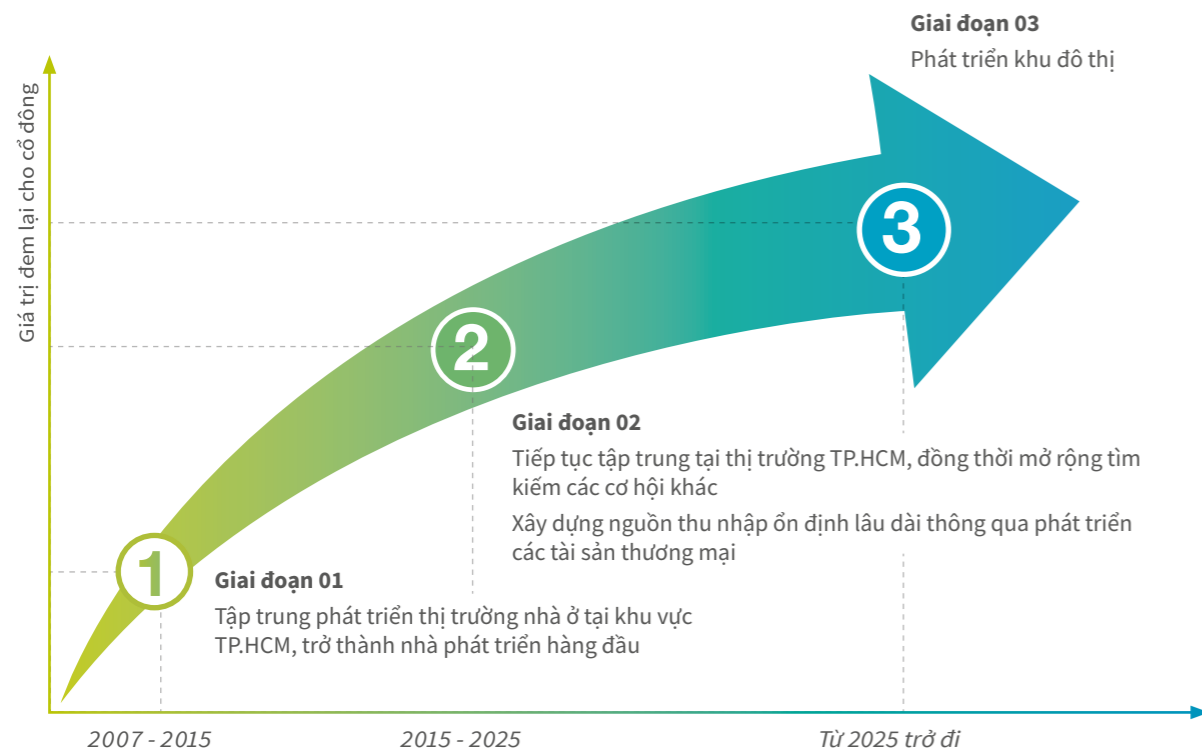 Giai đoạn 03
Phát triển khu đô thị
Giá trị đem lại cho cổ đông
3
2
Giai đoạn 02
Tiếp tục tập trung tại thị trường TP.HCM, đồng thời mở rộng tìm
kiếm các cơ hội khác
Xây dựng nguồn thu nhập ổn định lâu dài thông qua phát triển
các tài sản thương mại
1
Giai đoạn 01
Tập trung phát triển thị trường nhà ở tại khu vực
TP.HCM, trở thành nhà phát triển hàng đầu
2007 - 2015
2015 - 2025
Từ 2025 trở đi